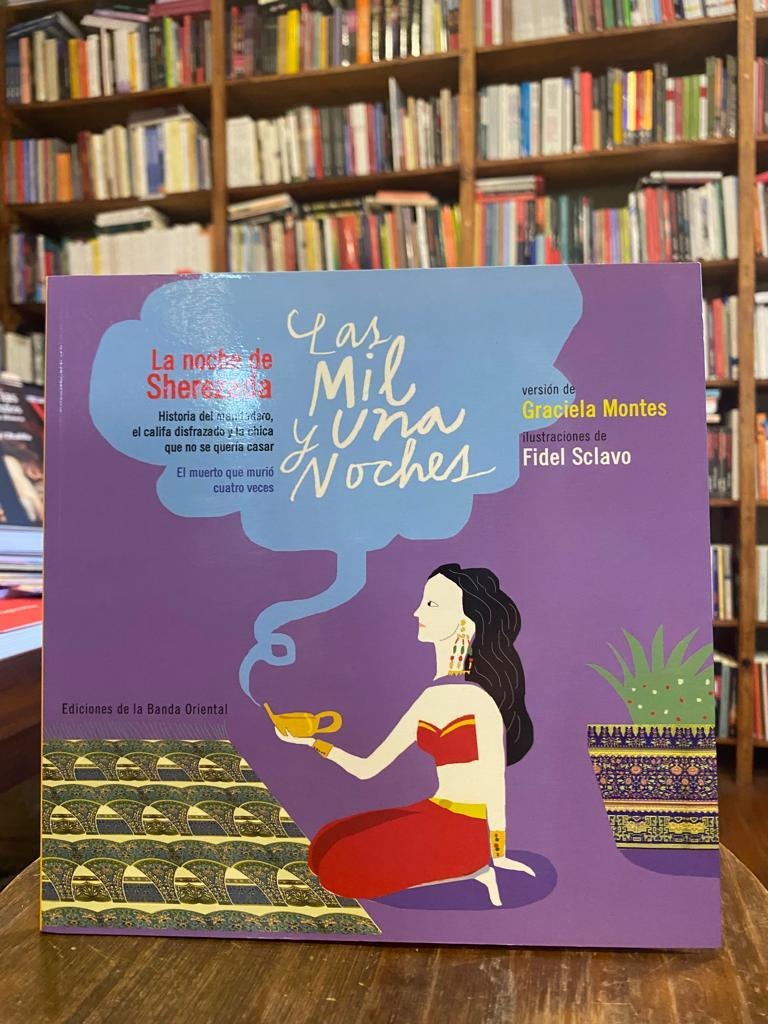 La noche de
Sherezada
Historia del mandadero,
el califa disfrazado y la chica
que no se quería casar
El muerto que murió
cuatro veces
Las
Mil
y una
Noches
versión de
Graciela Montes
ilustraciones de
Fidel Sclavo
Ediciones de la Banda Oriental